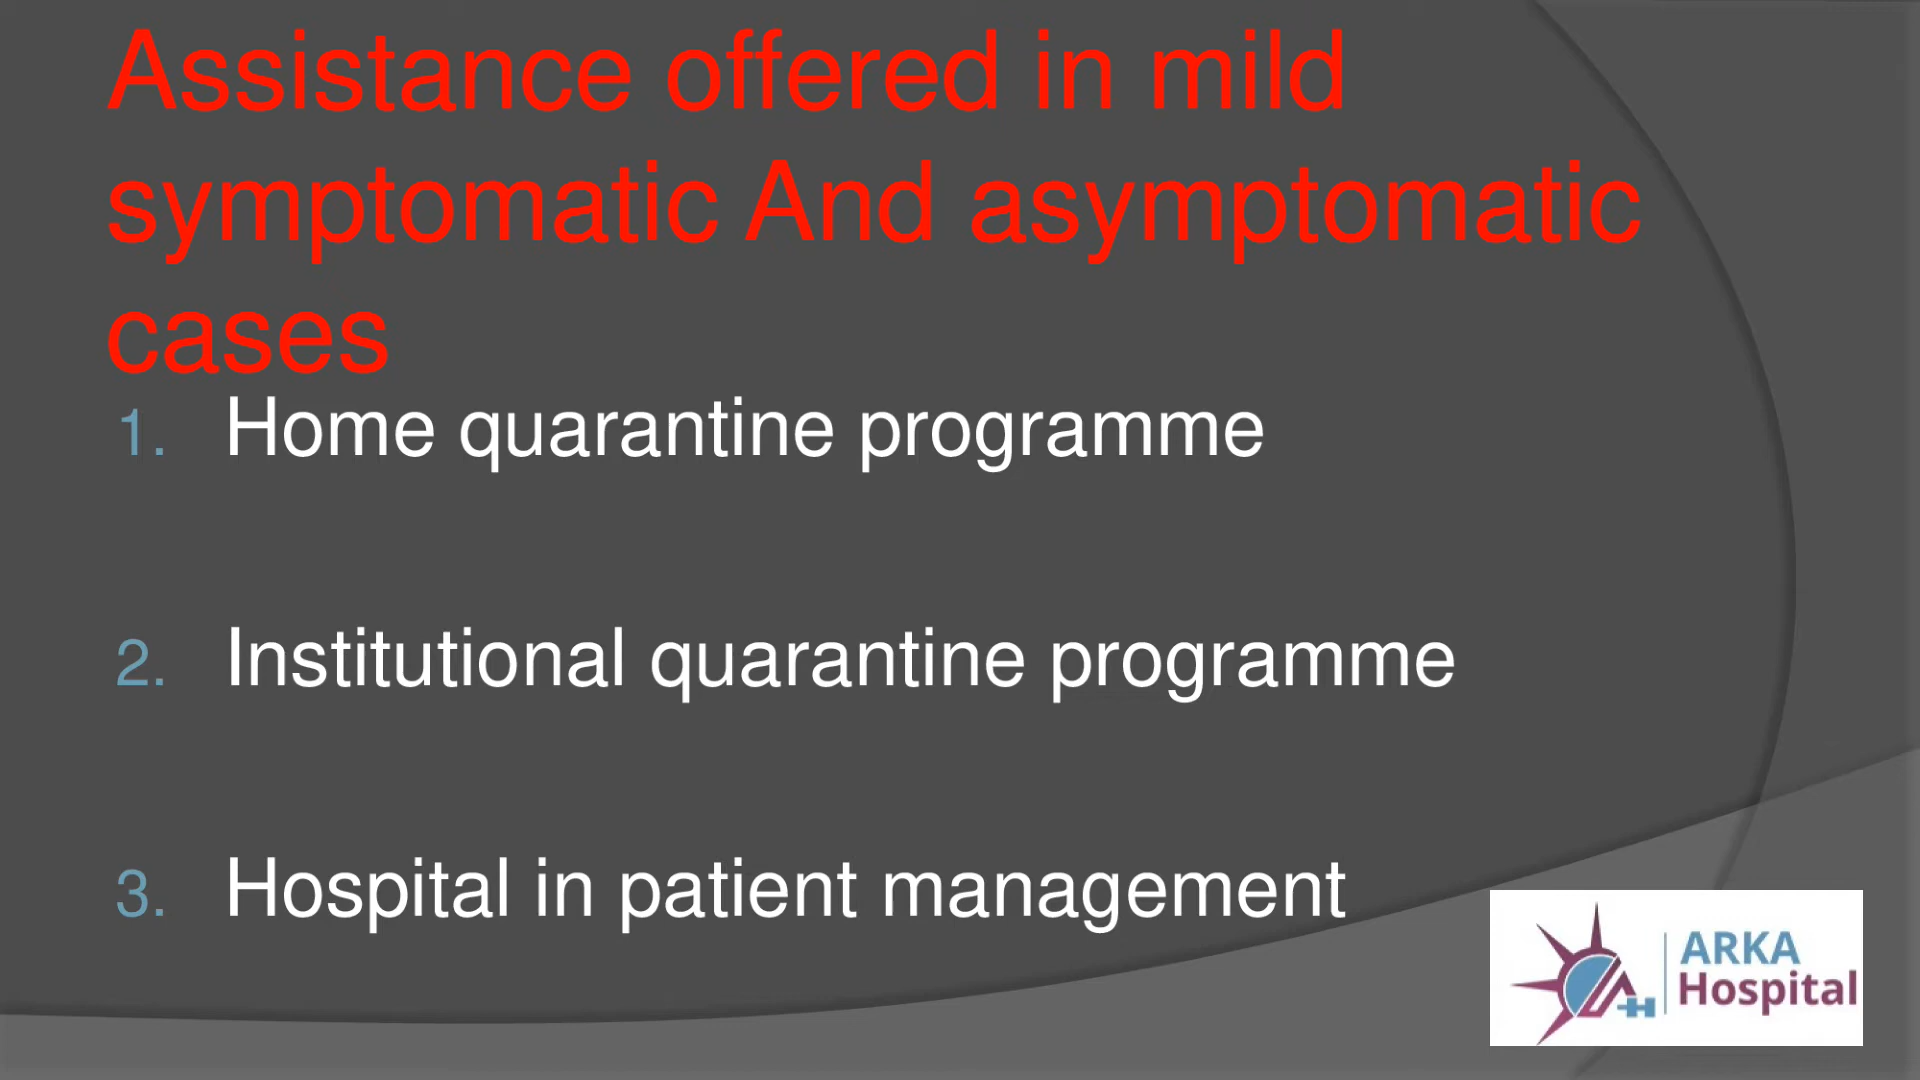 Assistance offered in mild
symptomatic And asymptomatic
cases
1. Home quarantine programme
2. Institutional quarantine programme
3. Hospital in patient management
ARKA
Hospital